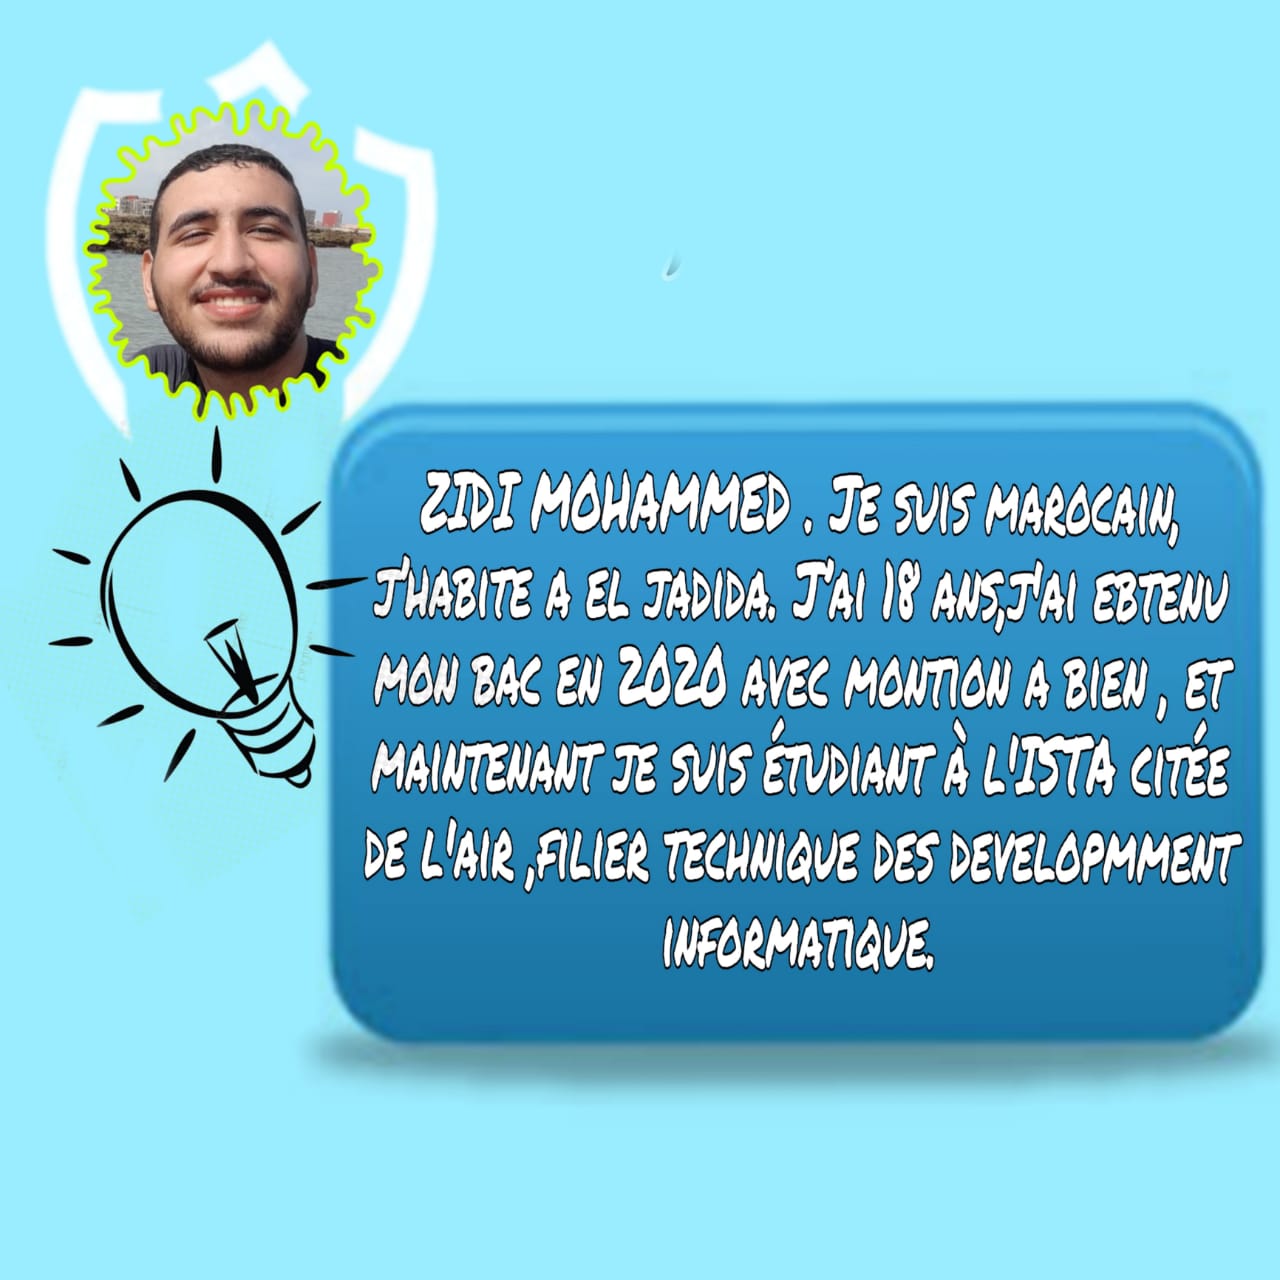 ZIDI MOHAMMED . Je suis marocain,
j'habite a el jadida. J'ai 18 ans,j'ai ebtenu
mon bac en 2020 avec montion a bien , et
maintenant je suis étudiant à l'ISTA citée
de l'air ,filier technique des developmment
informatique.